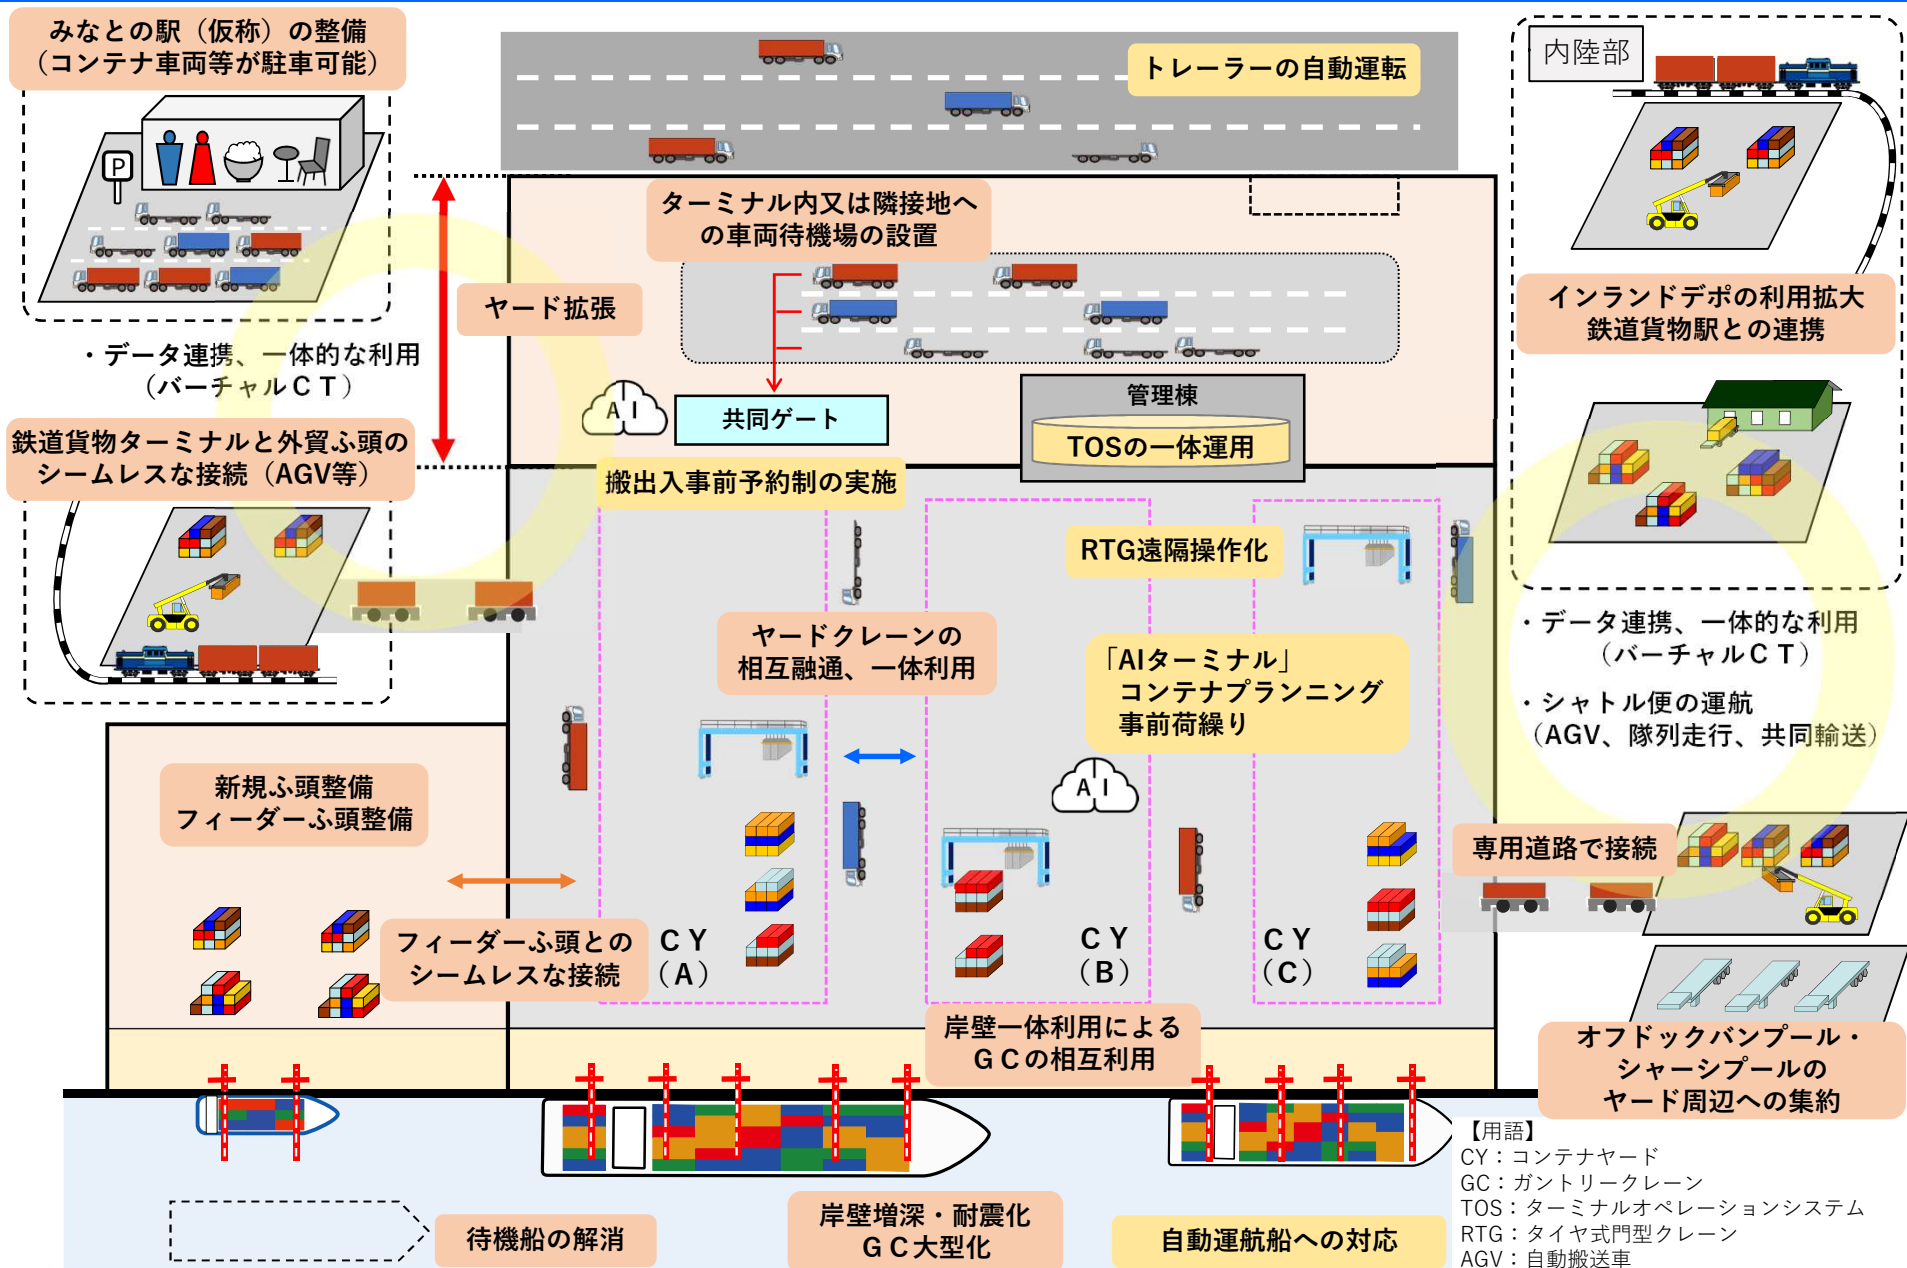 みなとの駅（仮称）の整備
（コンテナ車両等が駐車可能）
P
・データ連携、一体的な利用
（バーチャルＣＴ）
鉄道貨物ターミナルと外貿ふ頭の
シームレスな接続（AGV等）
トレーラーの自動運転
ターミナル内又は隣接地へ
の車両待機場の設置
ヤード拡張
AI
共同ゲート
管理棟
TOSの一体運用
搬出入事前予約制の実施
RTG遠隔操作化
ヤードクレーンの
相互融通、一体利用
「AIターミナル」
コンテナプランニング
事前荷繰り
AI
内陸部
インランドデポの利用拡大
鉄道貨物駅との連携
・データ連携、一体的な利用
（バーチャルＣＴ）
・シャトル便の運航
（AGV、隊列走行、共同輸送）
新規ふ頭整備
フィーダーふ頭整備
フィーダーふ頭との
シームレスな接続
ＣＹ
（A）
ＣＹ
（B）
ＣＹ
（C）
専用道路で接続
岸壁一体利用による
ＧＣの相互利用
オフドックバンプール・
シャーシプールの
ヤード周辺への集約
待機船の解消
岸壁増深・耐震化
ＧＣ大型化
自動運航船への対応
【用語】
CY：コンテナヤード
GC：ガントリークレーン
TOS：ターミナルオペレーションシステム
RTG：タイヤ式門型クレーン
AGV：自動搬送車